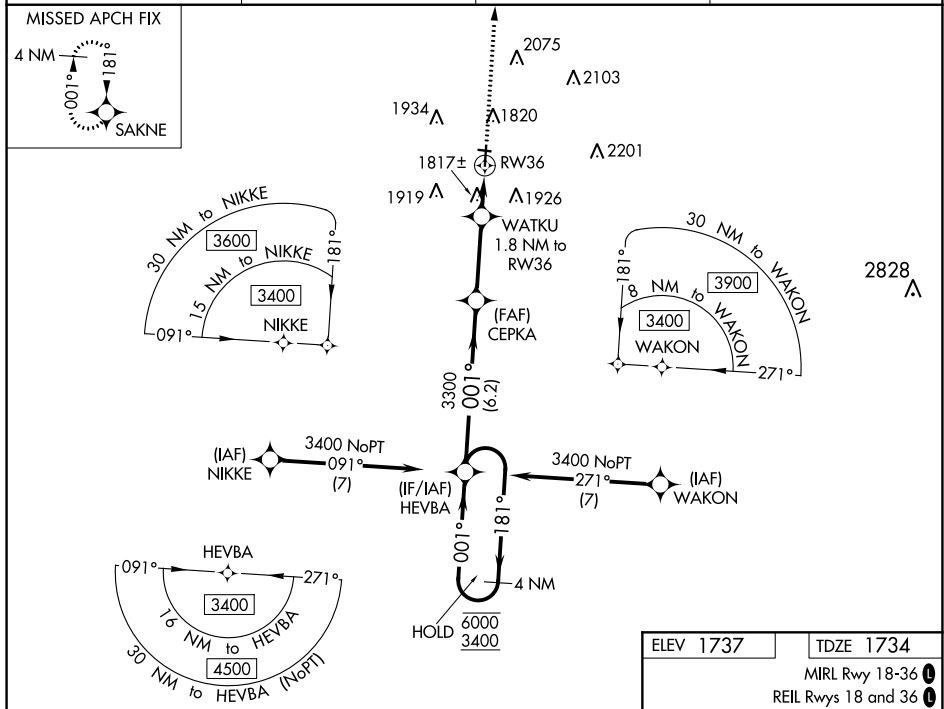 MISSED APCH FIX
4 NM
001°
181°
SAKNE
2075
2103
1934
1820
2201
1817±
RW36
1919
1926
WATKU
1.8 NM to
RW36
30 NM to NIKKE
3600
15 NM to NIKKE
3400
NIKKE
181°
091°
30 NM to WAKON
3900
8 NM to WAKON
3400
WAKON
181°
271°
2828
(FAF)
CEPKA
3300
001°
(6.2)
(IAF)
NIKKE
3400 NoPT
091°
(7)
(IF/IAF)
HEVBA
3400 NoPT
271°
(7)
(IAF)
WAKON
001°
181°
4 NM
HOLD
6000
3400
HEVBA
091°
271°
3400
16 NM to HEVBA
4500
30 NM to HEVBA (NoPT)
ELEV 1737
TDZE 1734
MIRL Rwy 18-36 L
REIL Rwys 18 and 36 L